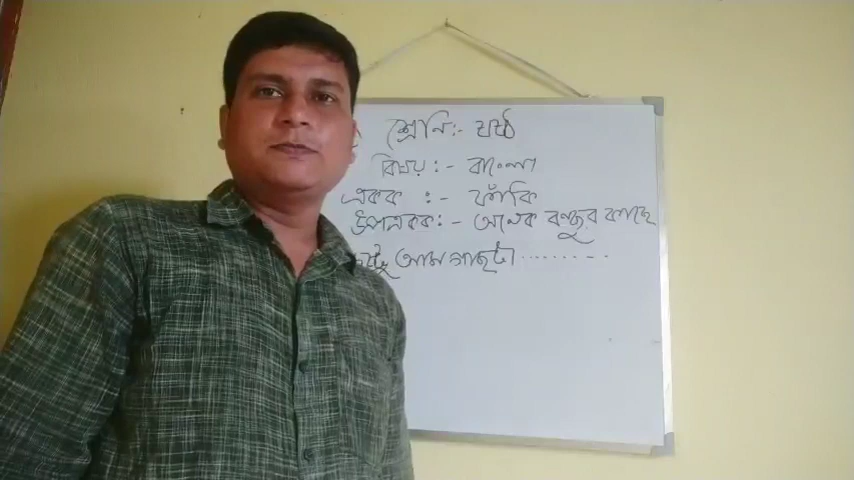 শ্রেনি:- ষষ্ঠ
বিষয়:- বাংলা
একক :- ফাঁকি
উপএকক:- অনেক বন্ধুর কাছে
আম গাছটা.........